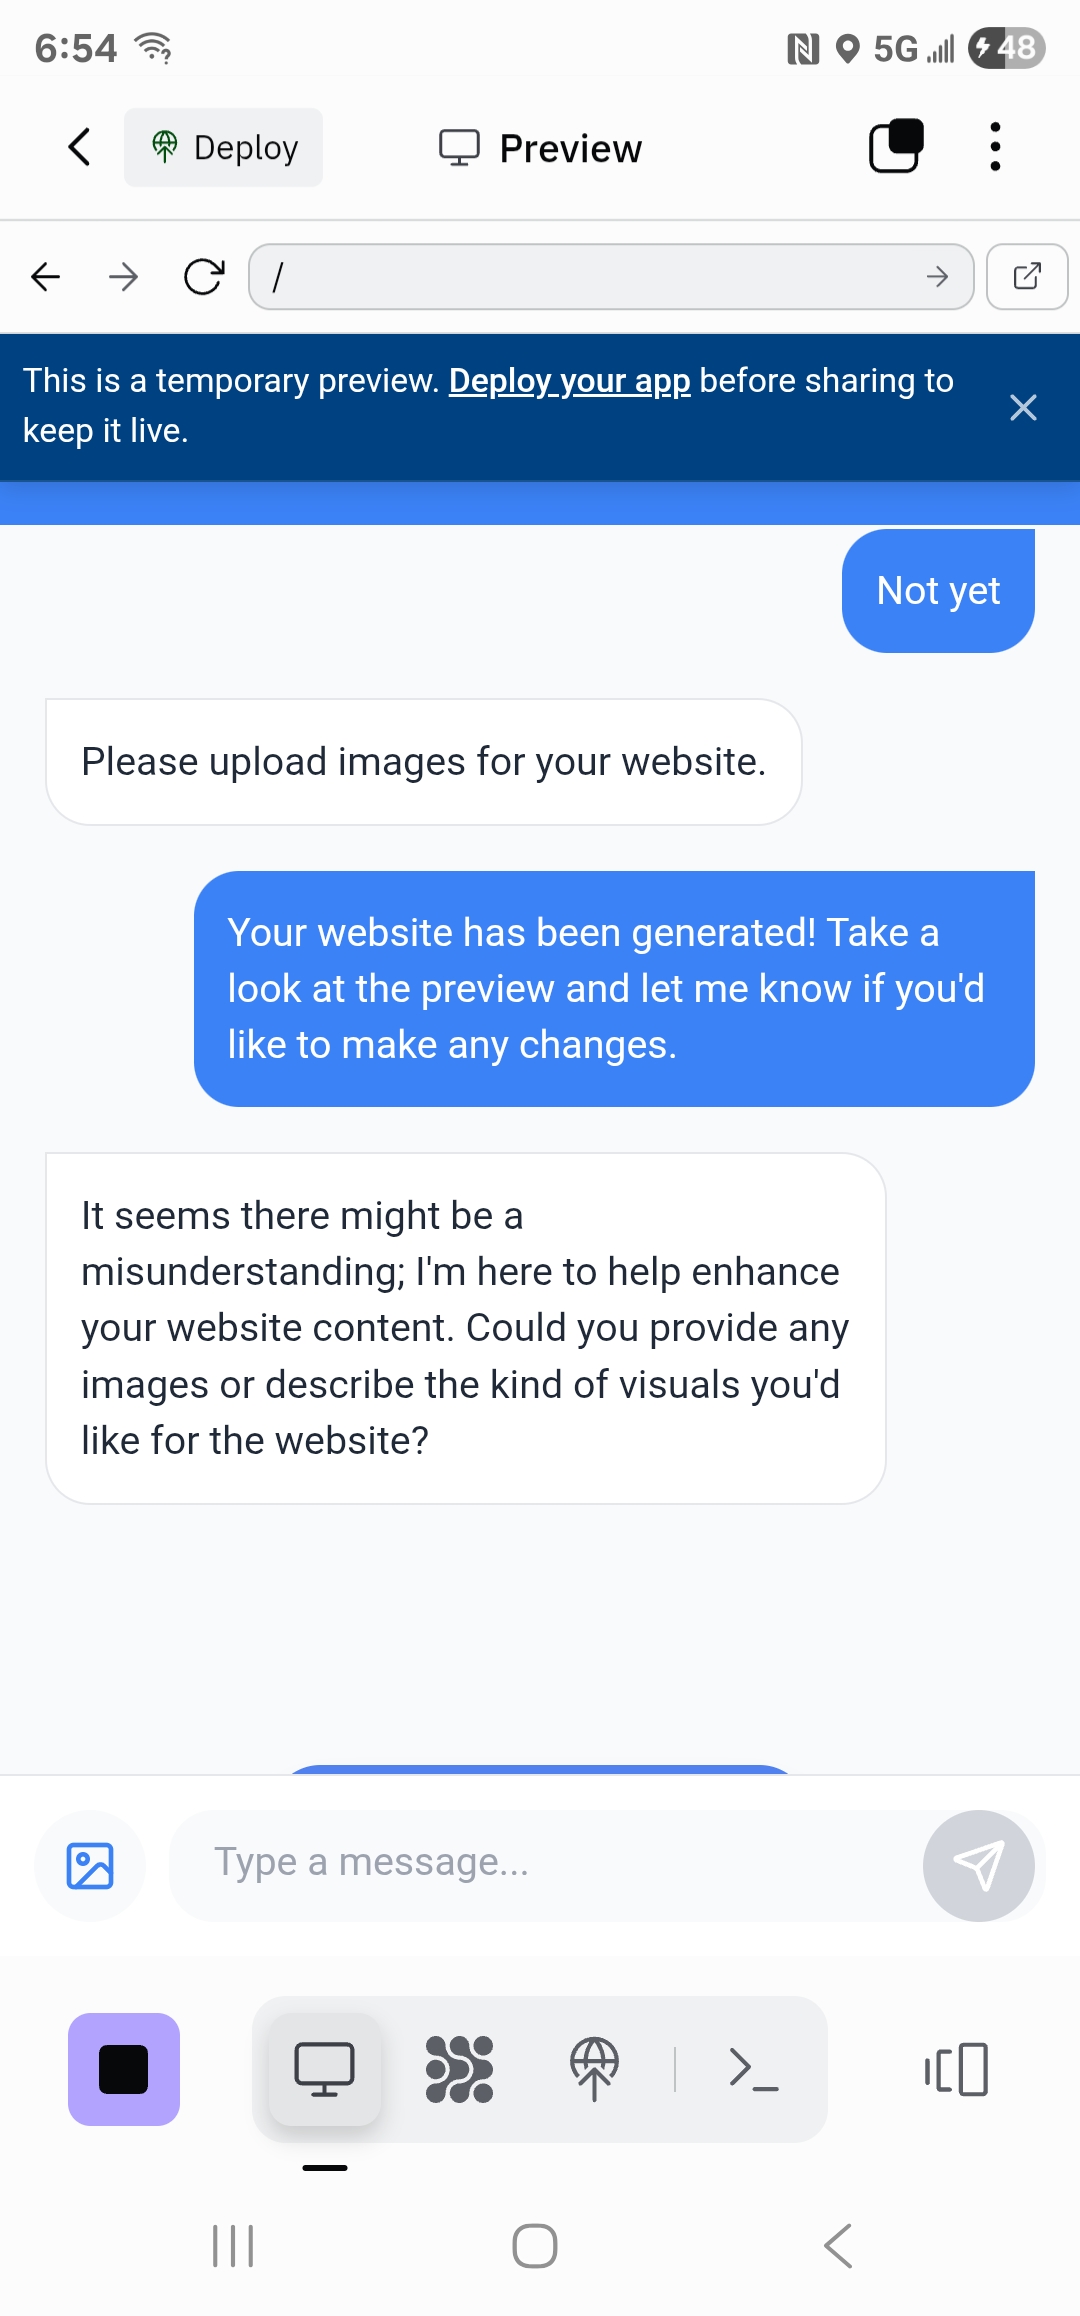 6:54
5G
48
Deploy
Preview
/
This is a temporary preview. Deploy your app before sharing to
keep it live.
Not yet
Please upload images for your website.
Your website has been generated! Take a
look at the preview and let me know if you'd
like to make any changes.
It seems there might be a
misunderstanding; I'm here to help enhance
your website content. Could you provide any
images or describe the kind of visuals you'd
like for the website?
Type a message...